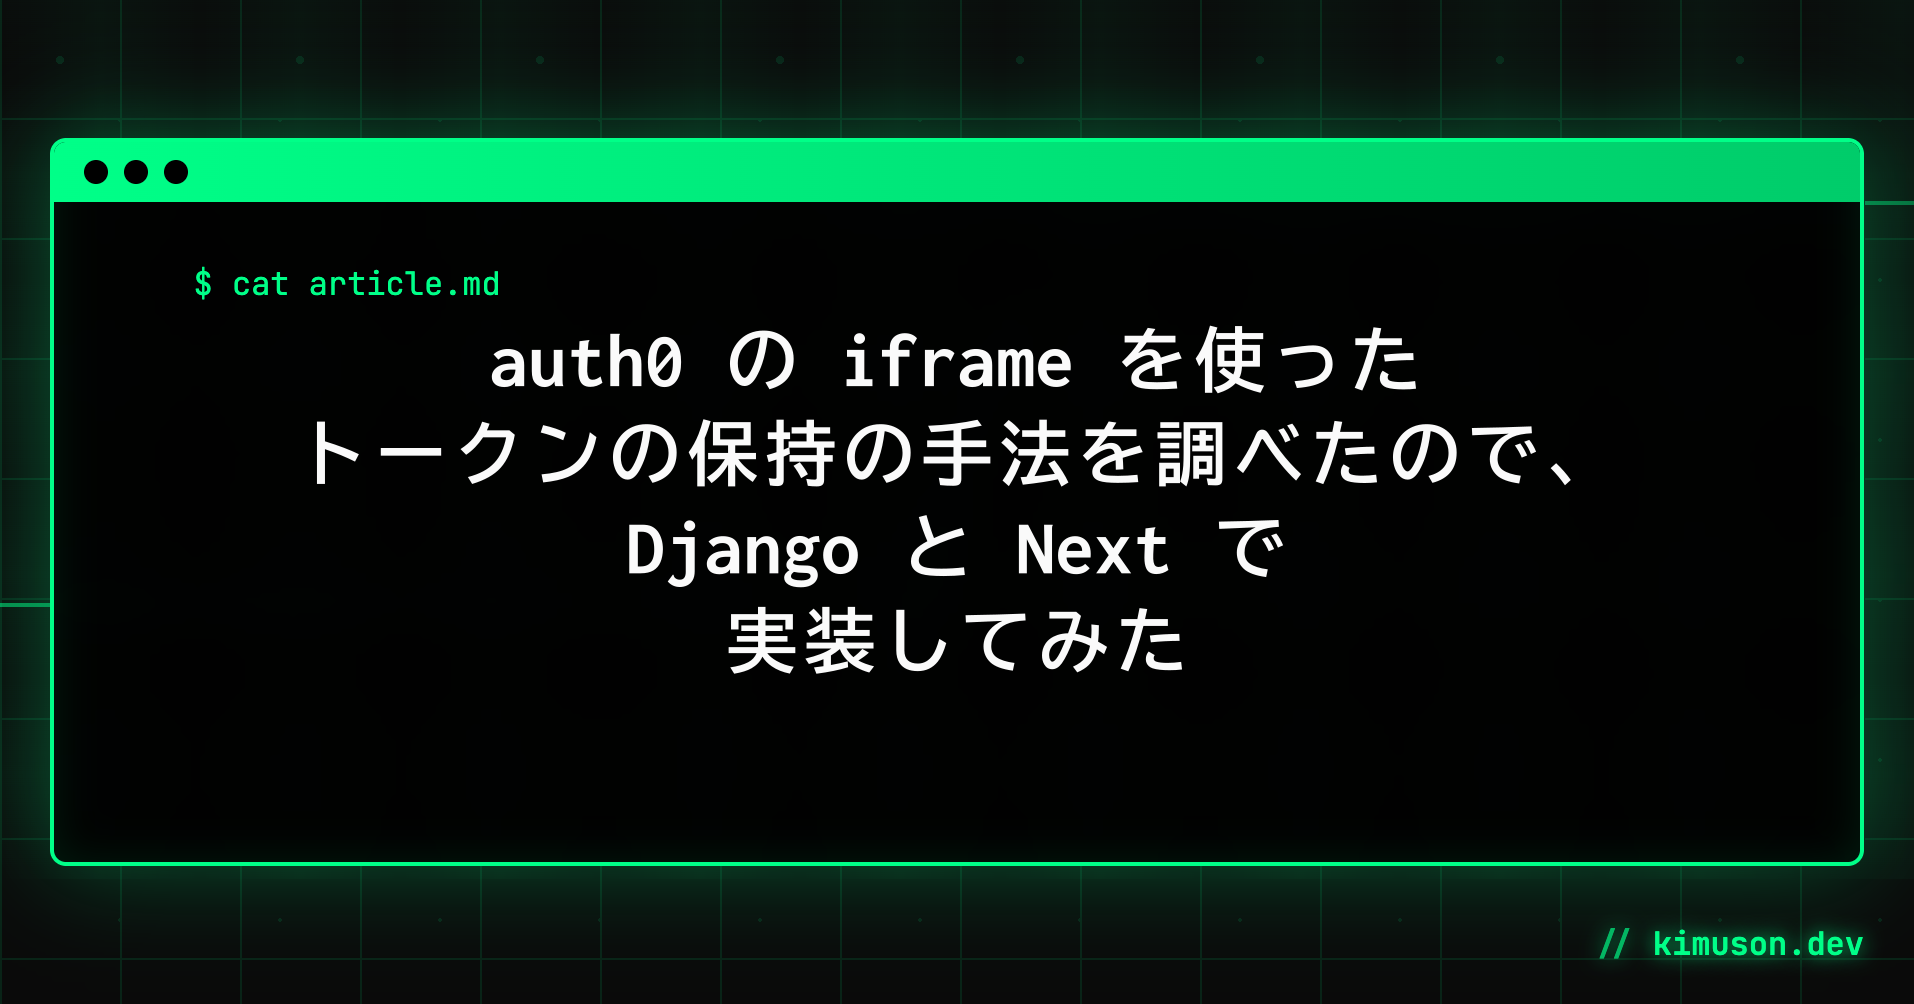 $ cat article.md
auth0 の iframe を使った
トークンの保持の手法を調べたので、
Django と Next で
実装してみた
// kimuson.dev